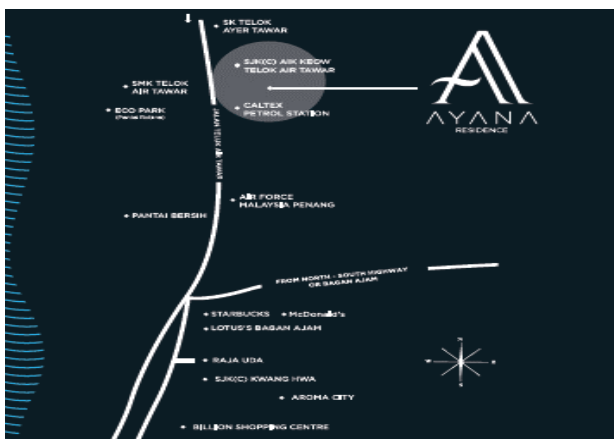 SK TELOK
AYER TAWAR
SJK(C) AIK KEOW
TELOK AIR TAWAR
SMK TELOK
AIR TAWAR
ECO PARK
CALTEX
PETROL STATION
AYANA
RESIDENCE
JALAN TELUK AIR TAWAR
AIR FORCE
MALAYSIA PENANG
PANTAI BERSIH
FROM NORTH - SOUTH HIGHWAY
OR BAGAN AJAM
STARBUCKS
McDonald's
LOTUS'S BAGAN AJAM
N
W
E
S
RAJA UDA
SJK(C) KWANG HWA
AROMA CITY
BILLION SHOPPING CENTRE